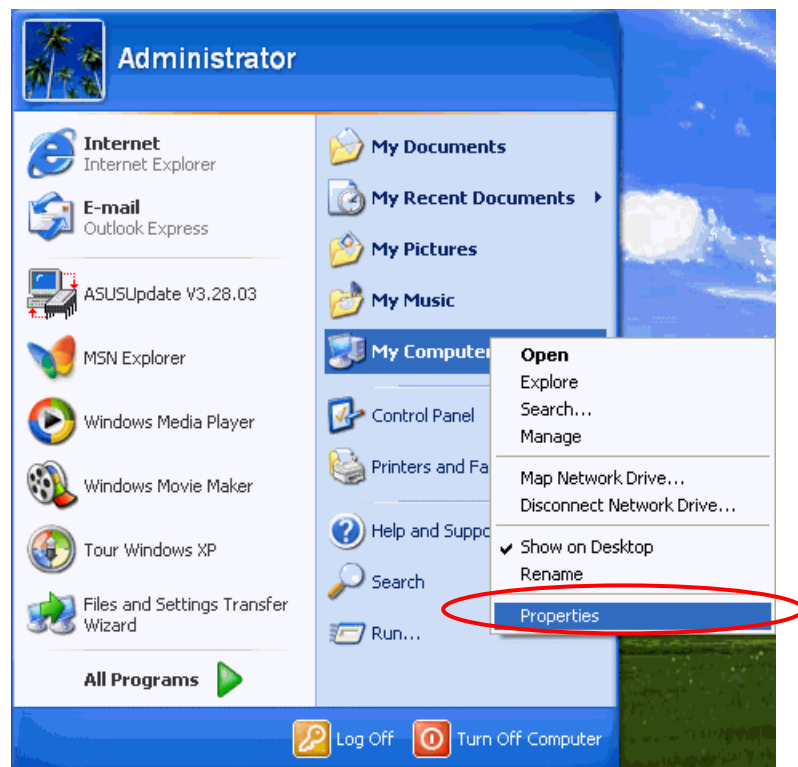 Administrator
Internet
Internet Explorer
E-mail
Outlook Express
ASUSUpdate V3.28.03
MSN Explorer
Windows Media Player
Windows Movie Maker
Tour Windows XP
Files and Settings Transfer
Wizard
All Programs
My Documents
My Recent Documents
My Pictures
My Music
My Computer
Control Panel
Printers and Fa
Help and Suppo
Search
Run...
Open
Explore
Search...
Manage
Map Network Drive...
Disconnect Network Drive...
Show on Desktop
Rename
Properties
Log Off
Turn Off Computer